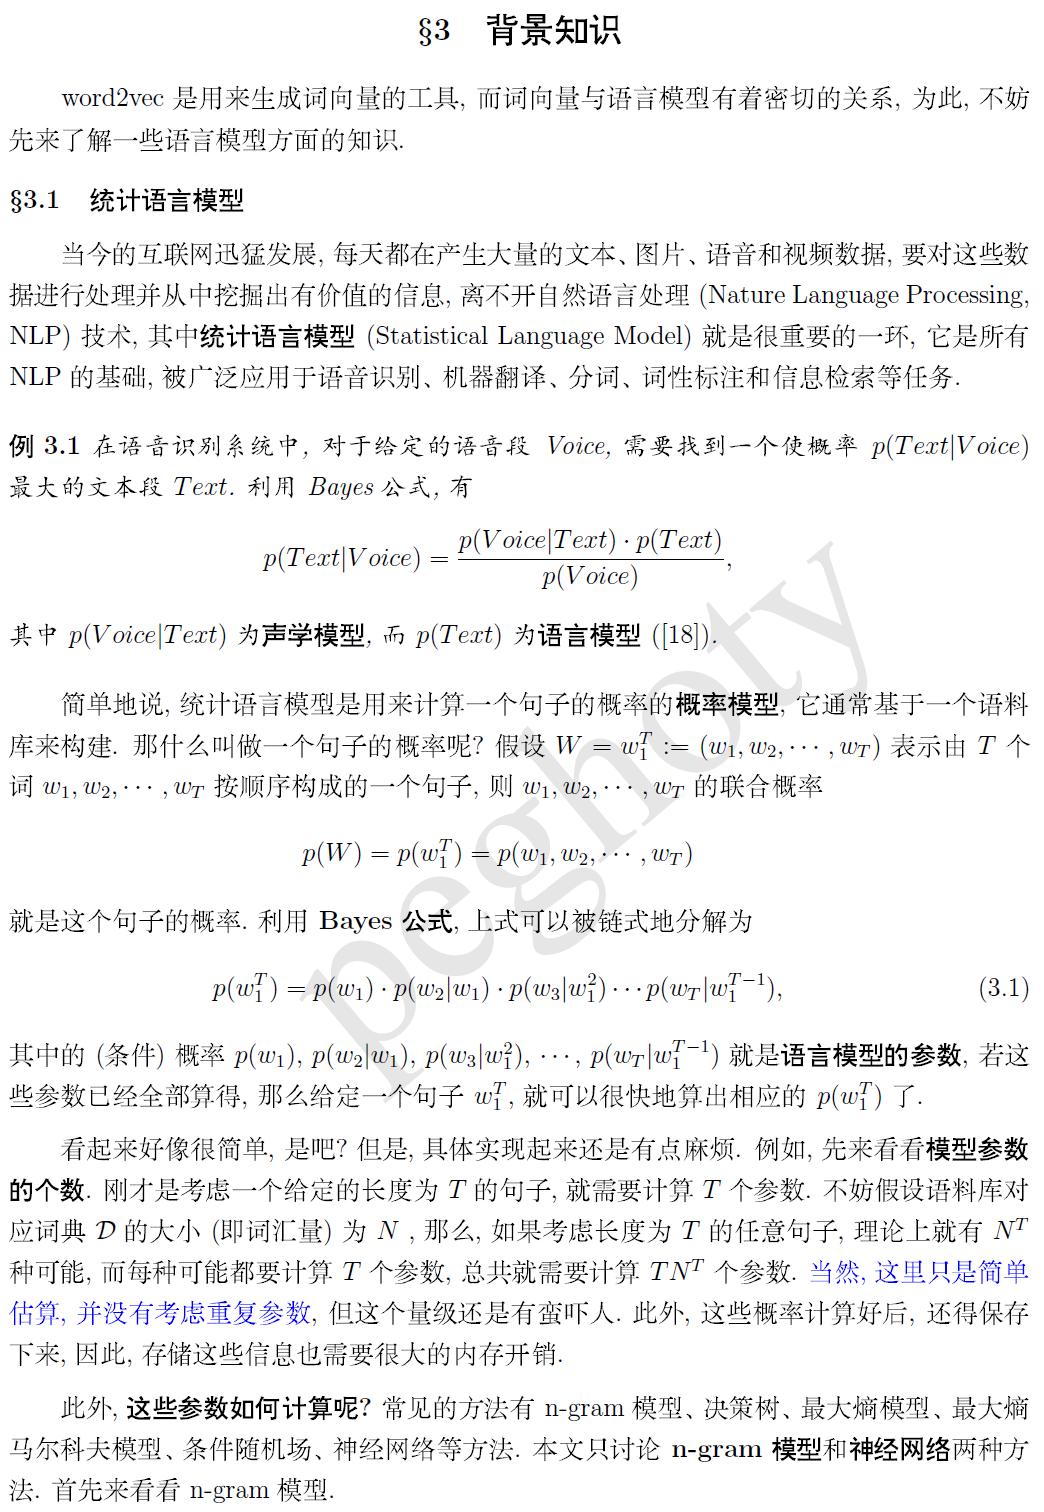 §3 背景知识
word2vec 是用来生成词向量的工具, 而词向量与语言模型有着密切的关系, 为此, 不妨
先来了解一些语言模型方面的知识.
§3.1 统计语言模型
当今的互联网迅猛发展, 每天都在产生大量的文本、图片、语音和视频数据, 要对这些数
据进行处理并从中挖掘出有价值的信息, 离不开自然语言处理 (Nature Language Processing,
NLP) 技术, 其中统计语言模型 (Statistical Language Model) 就是很重要的一环, 它是所有
NLP 的基础, 被广泛应用于语音识别、机器翻译、分词、词性标注和信息检索等任务.
例 3.1 在语音识别系统中, 对于给定的语音段 Voice, 需要找到一个使概率 p(Text|Voice)
最大的文本段 Text. 利用 Bayes 公式, 有
p(Text|Voice) = \frac{p(Voice|Text) · p(Text)}{p(Voice)},
其中 p(Voice|Text) 为声学模型, 而 p(Text) 为语言模型 ([18]).
简单地说, 统计语言模型是用来计算一个句子的概率的概率模型, 它通常基于一个语料
库来构建. 那什么叫做一个句子的概率呢? 假设 W = w_1^T := (w_1, w_2, ⋯ , w_T) 表示由 T 个
词 w_1, w_2, ⋯ , w_T 按顺序构成的一个句子, 则 w_1, w_2, ⋯ , w_T 的联合概率
p(W) = p(w_1^T) = p(w_1, w_2, ⋯ , w_T)
就是这个句子的概率. 利用 Bayes 公式, 上式可以被链式地分解为
p(w_1^T) = p(w_1) · p(w_2|w_1) · p(w_3|w_1^2) ⋯ p(w_T|w_1^{T−1}), (3.1)
其中的 (条件) 概率 p(w_1), p(w_2|w_1), p(w_3|w_1^2), ⋯ , p(w_T|w_1^{T−1}) 就是语言模型的参数, 若这
些参数已经全部算得, 那么给定一个句子 w_1^T, 就可以很快地算出相应的 p(w_1^T) 了.
看起来好像很简单, 是吧? 但是, 具体实现起来还是有点麻烦. 例如, 先来看看模型参数
的个数. 刚才是考虑一个给定的长度为 T 的句子, 就需要计算 T 个参数. 不妨假设语料库对
应词典 𝒟 的大小 (即词汇量) 为 N , 那么, 如果考虑长度为 T 的任意句子, 理论上就有 N^T
种可能, 而每种可能都要计算 T 个参数, 总共就需要计算 TN^T 个参数. 当然, 这里只是简单
估算, 并没有考虑重复参数, 但这个量级还是有蛮吓人. 此外, 这些概率计算好后, 还得保存
下来, 因此, 存储这些信息也需要很大的内存开销.
此外, 这些参数如何计算呢? 常见的方法有 n-gram 模型、决策树、最大熵模型、最大熵
马尔科夫模型、条件随机场、神经网络等方法. 本文只讨论 n-gram 模型和神经网络两种方
法. 首先来看看 n-gram 模型.
peghoty